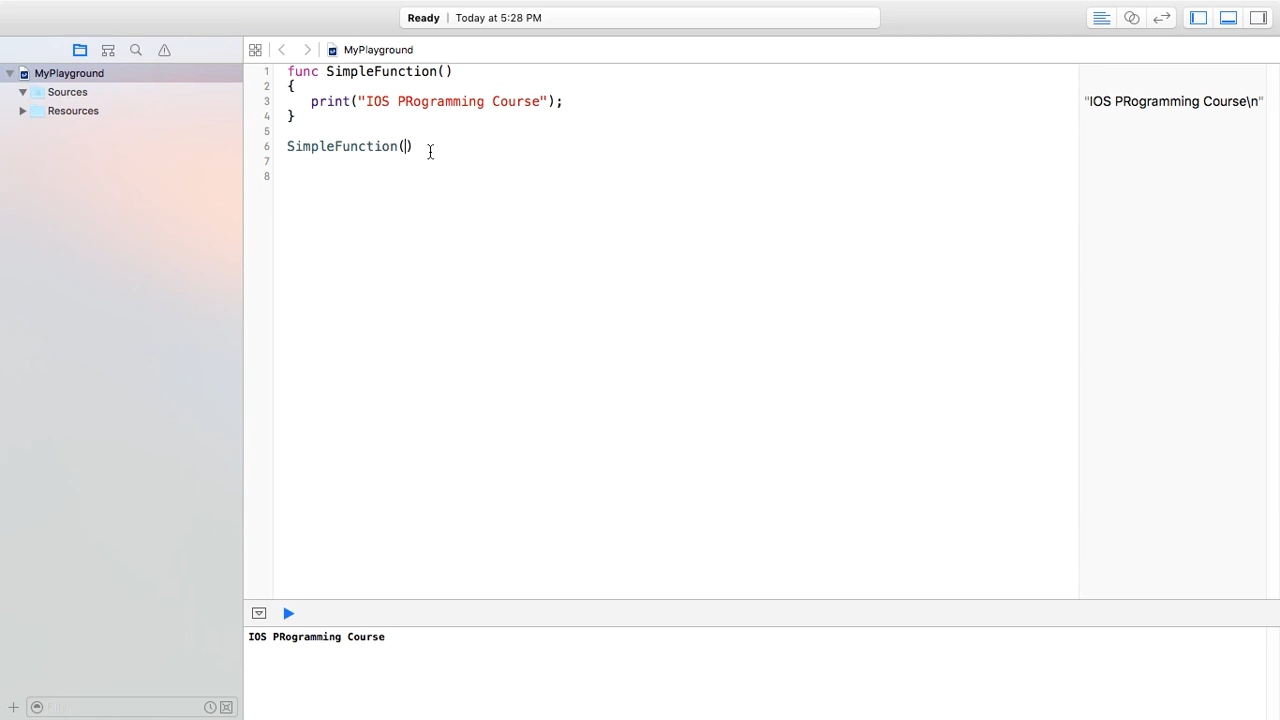 Ready | Today at 5:28 PM
MyPlayground
MyPlayground
Sources
Resources
1 func SimpleFunction()
2 {
3 print("IOS PRogramming Course"); "IOS PRogramming Course\n"
4 }
5
6 SimpleFunction()
7
8
IOS PRogramming Course
Filter